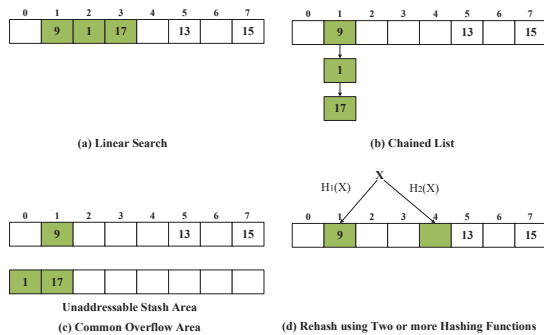 0 1 2 3 4 5 6 7
9 1 17 13 15
(a) Linear Search
0 1 2 3 4 5 6 7
9 13 15
1
17
(b) Chained List
0 1 2 3 4 5 6 7
9 13 15
1 17
Unaddressable Stash Area
(c) Common Overflow Area
X
H1(X) H2(X)
0 1 2 3 4 5 6 7
9 13 15
(d) Rehash using Two or more Hashing Functions